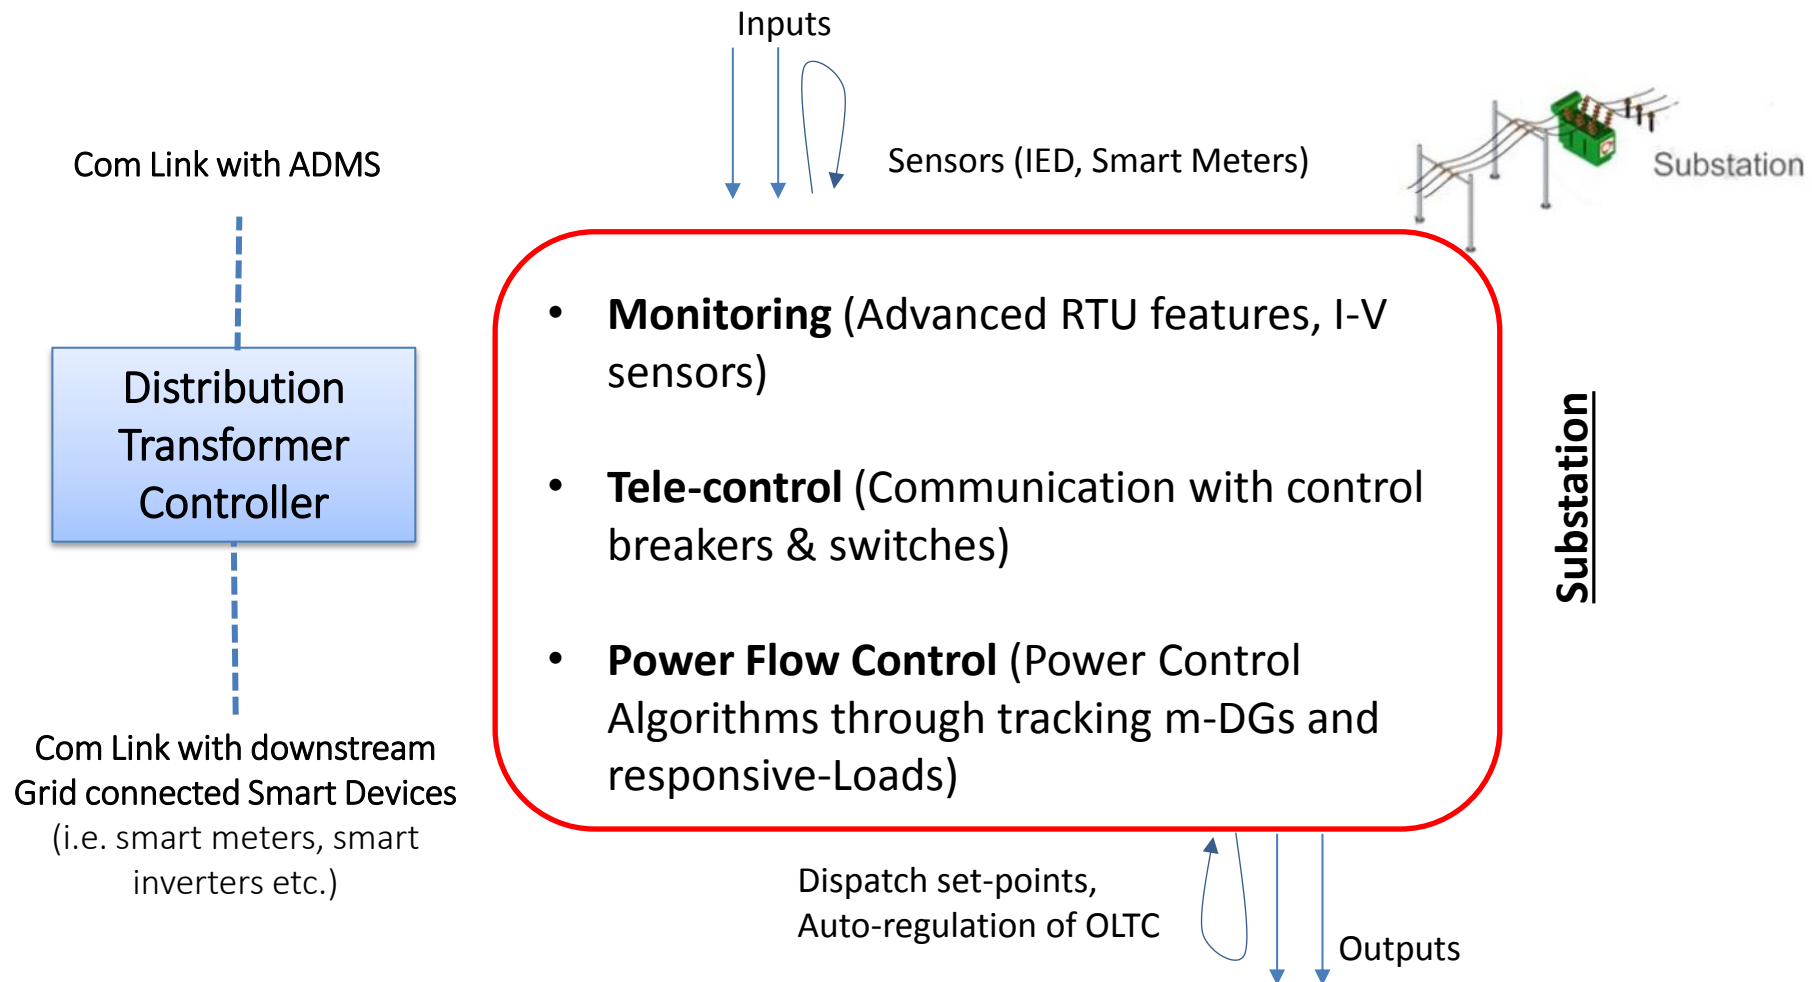 Inputs
Com Link with ADMS
Sensors (IED, Smart Meters)
Substation
Distribution
Transformer
Controller
• Monitoring (Advanced RTU features, I-V
sensors)
• Tele-control (Communication with control
breakers & switches)
• Power Flow Control (Power Control
Algorithms through tracking m-DGs and
responsive-Loads)
Substation
Com Link with downstream
Grid connected Smart Devices
(i.e. smart meters, smart
inverters etc.)
Dispatch set-points,
Auto-regulation of OLTC
Outputs